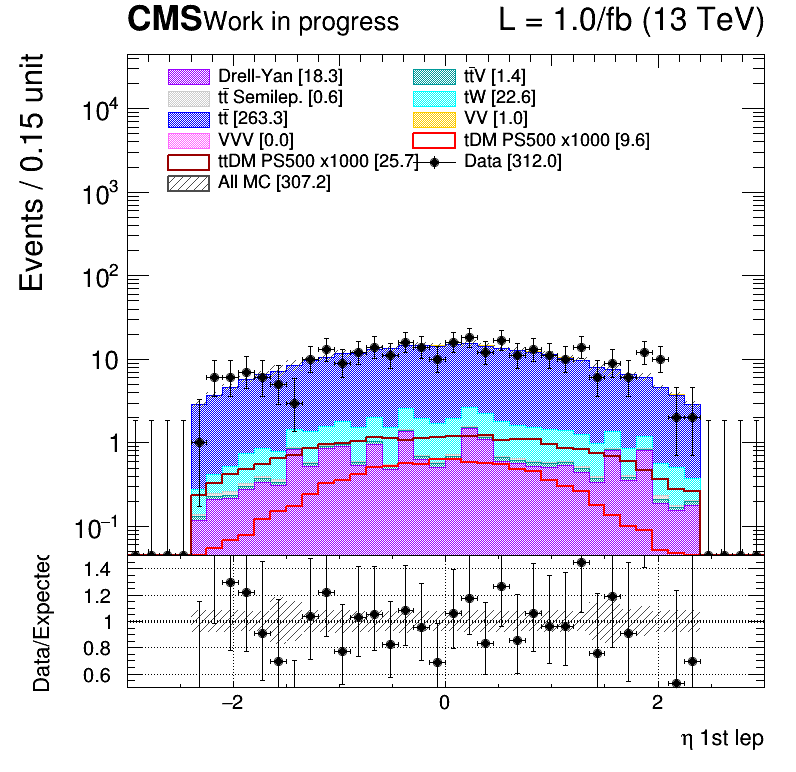 CMS Work in progress L = 1.0/fb (13 TeV)
Events / 0.15 unit
Drell-Yan [18.3] tt̄V [1.4]
tt̄ Semilep. [0.6] tW [22.6]
tt̄ [263.3] VV [1.0]
VVV [0.0] tDM PS500 x1000 [9.6]
ttDM PS500 x1000 [25.7] Data [312.0]
All MC [307.2]
10⁴
10³
10²
10
1
10⁻¹
Data/Expected
1.4
1.2
1
0.8
0.6
−2 0 2
η 1st lep